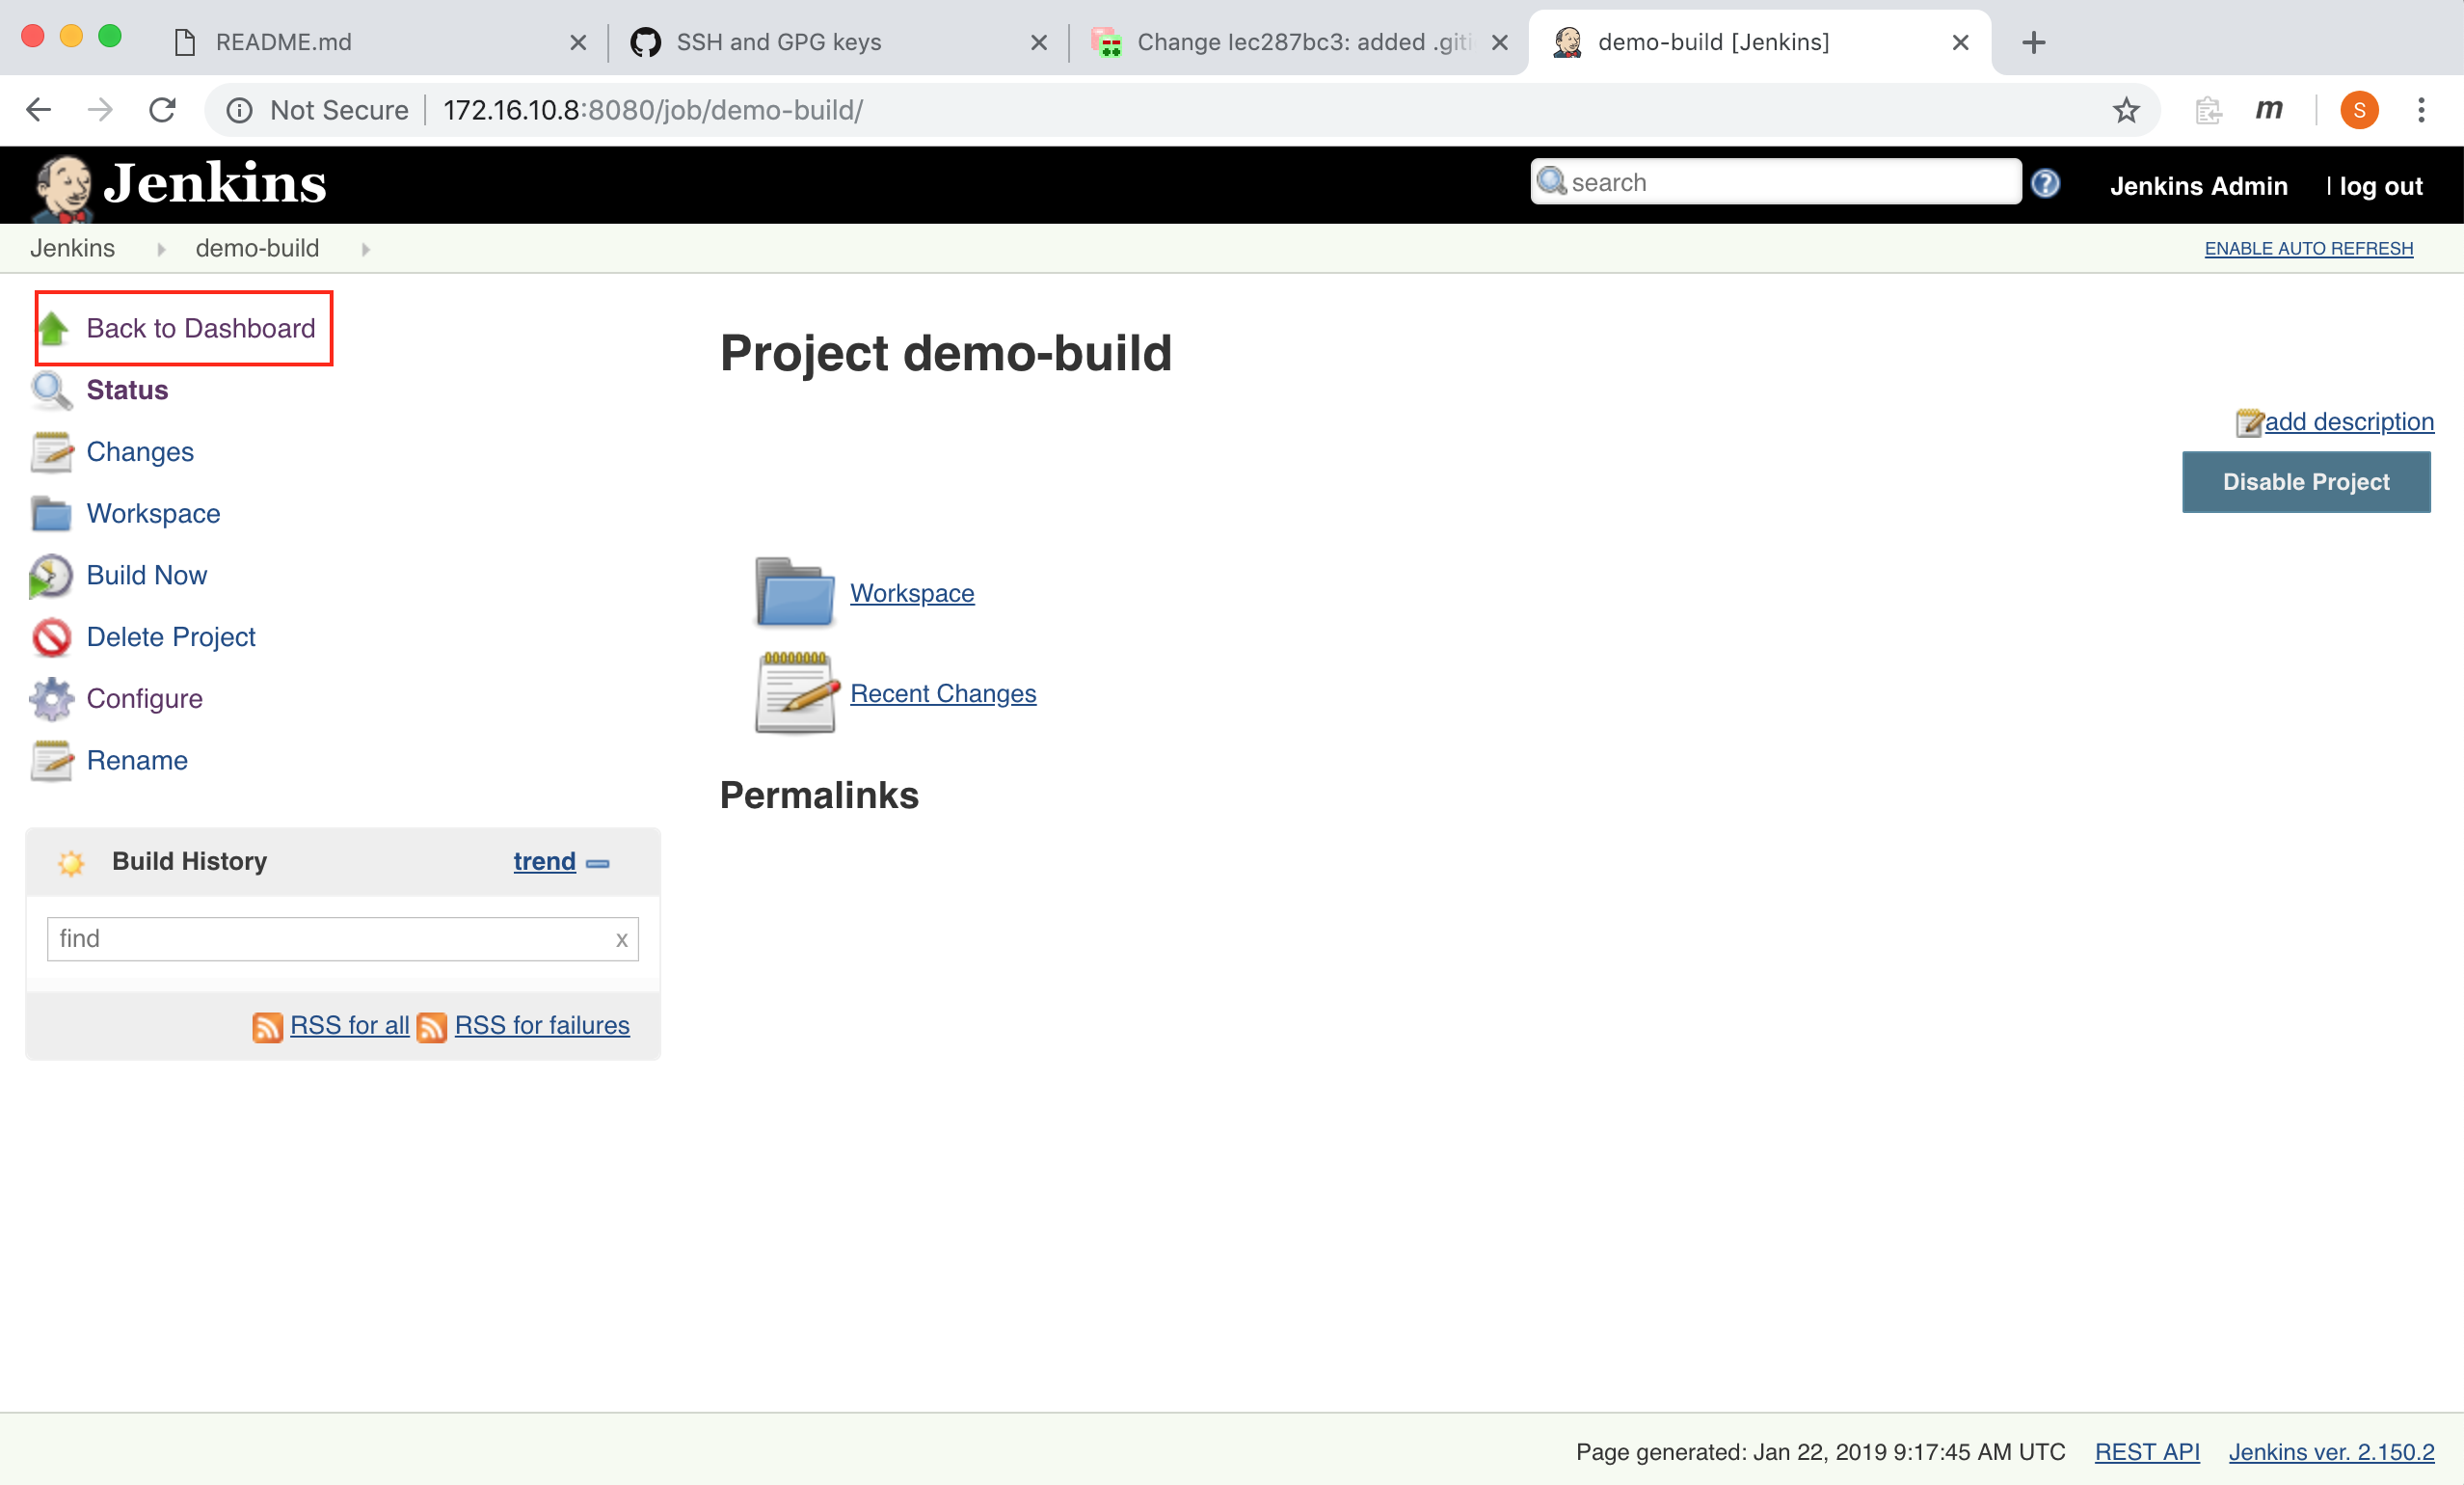 README.md
SSH and GPG keys
Change Iec287bc3: added .giti
demo-build [Jenkins]
Not Secure 172.16.10.8:8080/job/demo-build/
m
S
Jenkins
search
Jenkins Admin
| log out
Jenkins demo-build
ENABLE AUTO REFRESH
Back to Dashboard
Status
Changes
Workspace
Build Now
Delete Project
Configure
Rename
Build History trend
find x
RSS for all RSS for failures
Project demo-build
add description
Disable Project
Workspace
Recent Changes
Permalinks
Page generated: Jan 22, 2019 9:17:45 AM UTC REST API Jenkins ver. 2.150.2